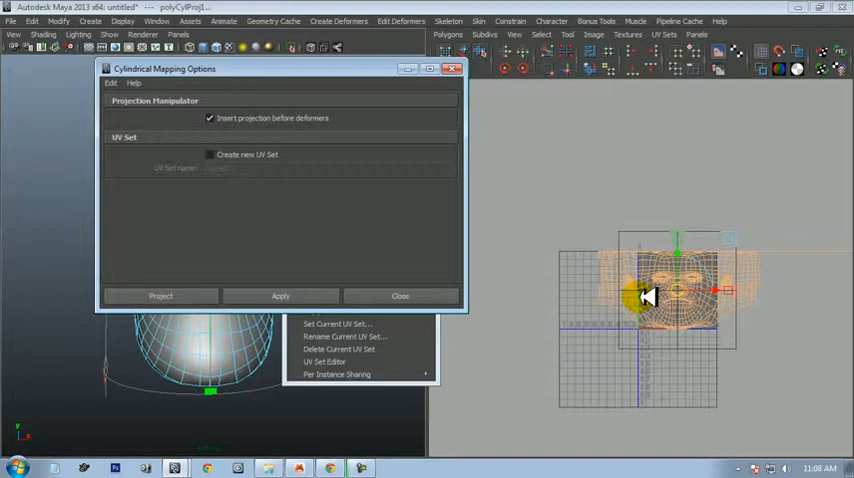 Autodesk Maya 2013 x64: untitled* --- polyCylProj1...
File Edit Modify Create Display Window Assets Animate Geometry Cache Create Deformers Edit Deformers Skeleton Skin Constrain Character Bonus Tools Muscle Pipeline Cache Help
View Shading Lighting Show Renderer Panels
Polygons Subdivs View Select Tool Image Textures UV Sets Panels
Cylindrical Mapping Options
Edit Help
Projection Manipulator
Insert projection before deformers
UV Set
Create new UV Set
UV Set name:
Project Apply Close
Set Current UV Set...
Rename Current UV Set...
Delete Current UV Set
UV Set Editor
Per Instance Sharing
y
x
11:08 AM